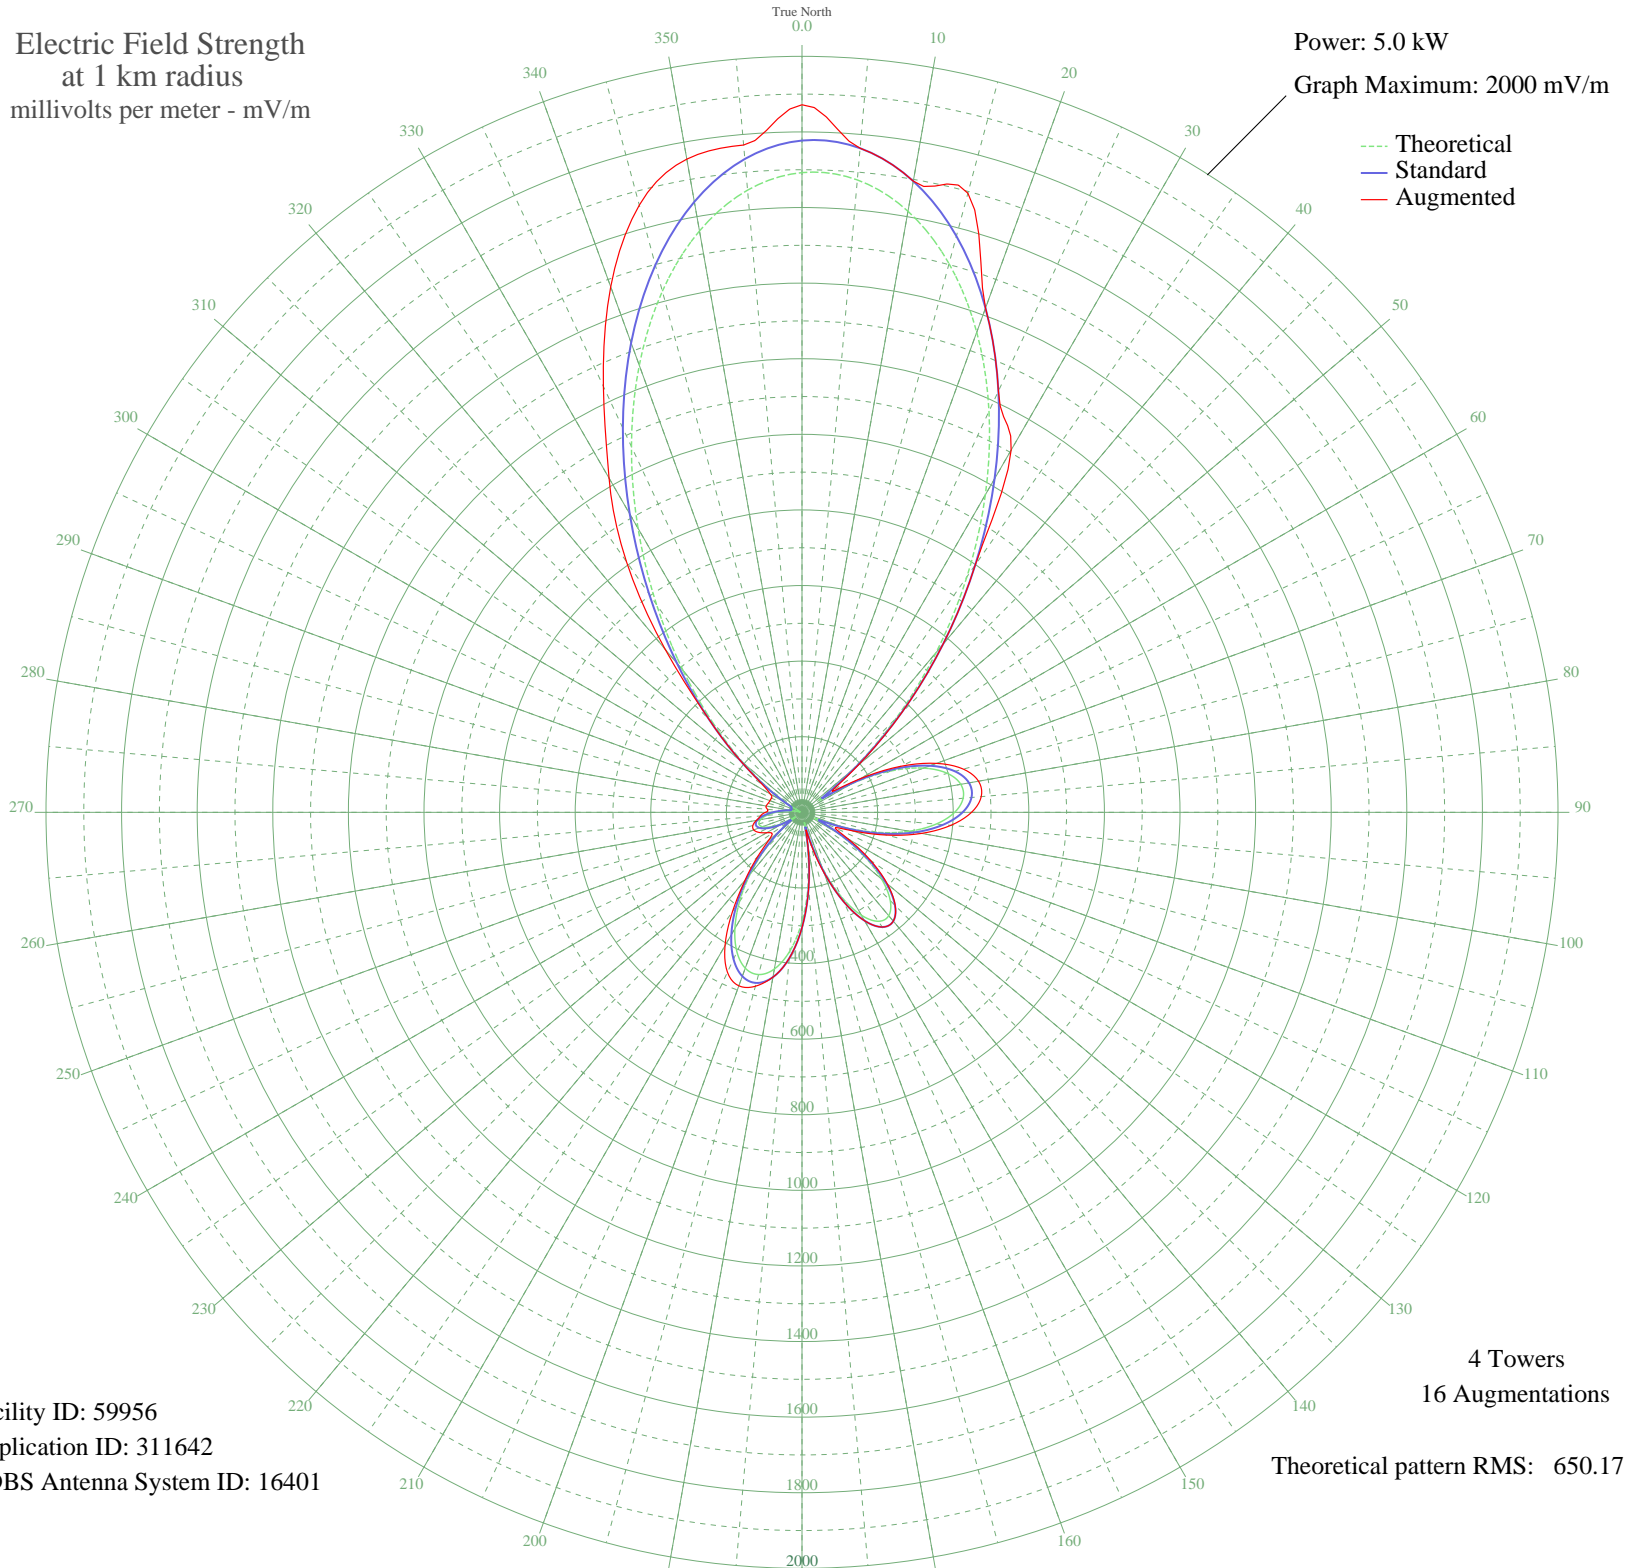 True North
0.0
Electric Field Strength
at 1 km radius
millivolts per meter - mV/m
Power: 5.0 kW
Graph Maximum: 2000 mV/m
Theoretical
Standard
Augmented
350
10
340
20
330
30
320
40
310
50
300
60
290
70
280
80
270
90
260
100
250
110
240
120
230
130
220
140
210
150
200
160
400
600
800
1000
1200
1400
1600
1800
2000
4 Towers
16 Augmentations
Theoretical pattern RMS: 650.17
cility ID: 59956
plication ID: 311642
DBS Antenna System ID: 16401